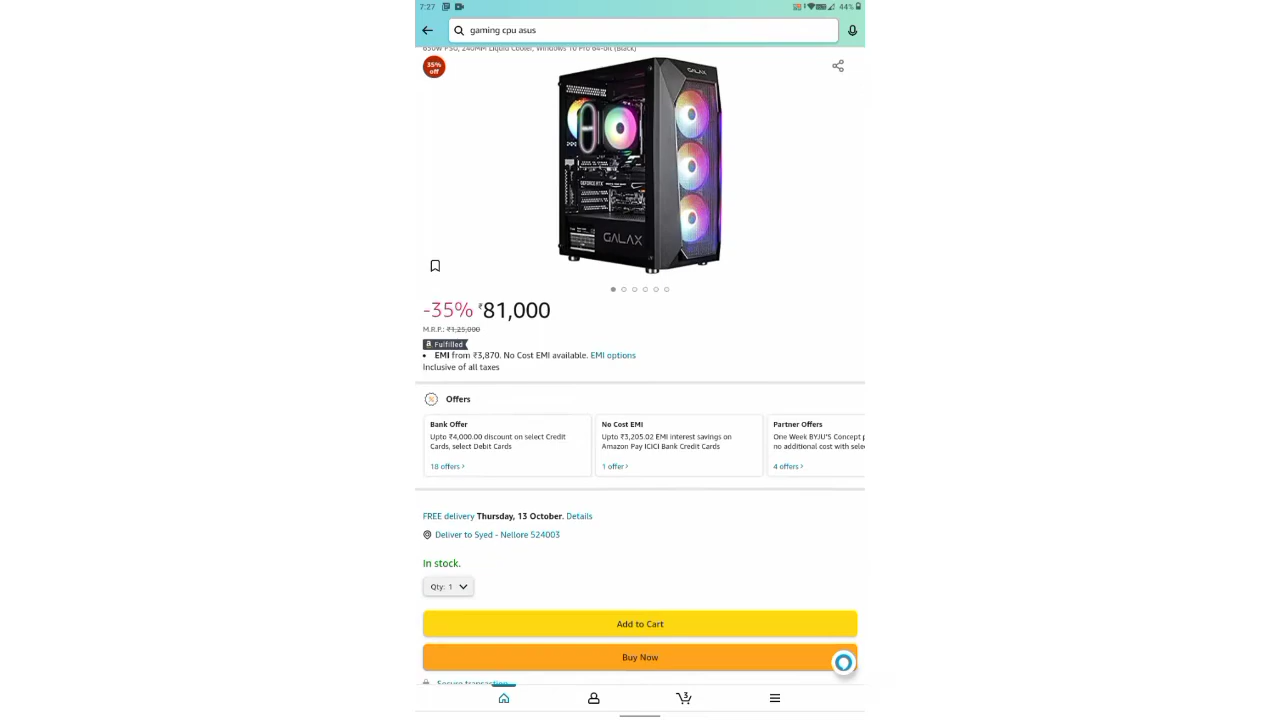 7:27
44%
gaming cpu asus
650W PSU, 240MM Liquid Cooler, Windows 10 Pro 64-bit (Black)
35%
off
GALAX
GEFORCE RTX
GALAX
-35% ₹81,000
M.R.P.: ₹1,25,000
a Fulfilled
• EMI from ₹3,870. No Cost EMI available. EMI options
Inclusive of all taxes
Offers
Bank Offer
Upto ₹4,000.00 discount on select Credit
Cards, select Debit Cards
18 offers ›
No Cost EMI
Upto ₹3,205.02 EMI interest savings on
Amazon Pay ICICI Bank Credit Cards
1 offer ›
Partner Offers
One Week BYJU'S Concept
no additional cost with
4 offers ›
FREE delivery Thursday, 13 October. Details
Deliver to Syed - Nellore 524003
In stock.
Qty: 1
Add to Cart
Buy Now
Secure transaction
3